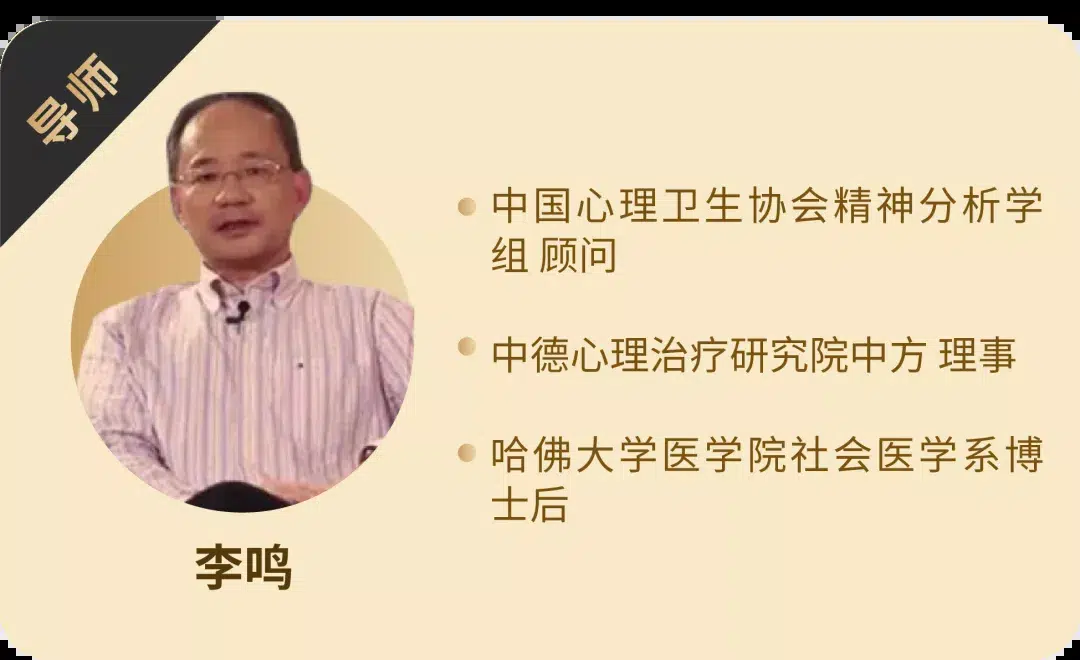 导师
中国心理卫生协会精神分析学
组 顾问
中德心理治疗研究院中方 理事
哈佛大学医学院社会医学系博
士后
李鸣